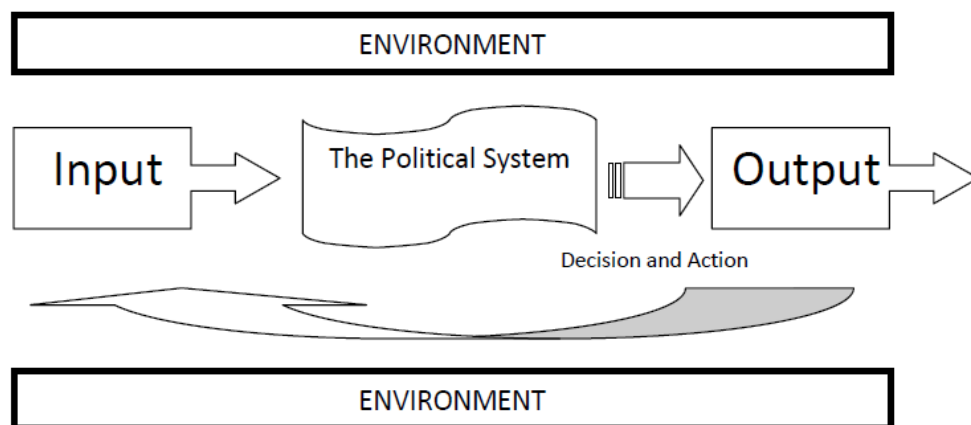 ENVIRONMENT
Input
The Political System
Output
Decision and Action
ENVIRONMENT